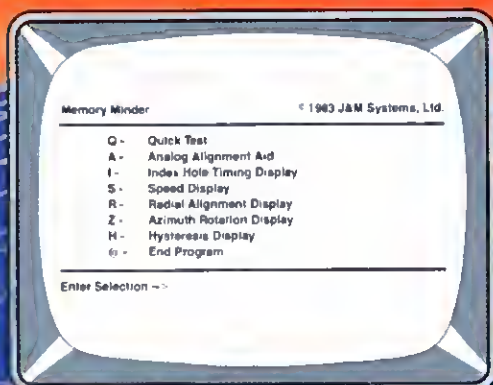 Memory Minder © 1983 J&M Systems, Ltd.
Q - Quick Test
A - Analog Alignment Aid
I - Index Hole Timing Display
S - Speed Display
R - Radial Alignment Display
Z - Azimuth Rotation Display
H - Hysteresis Display
@ - End Program
Enter Selection -->